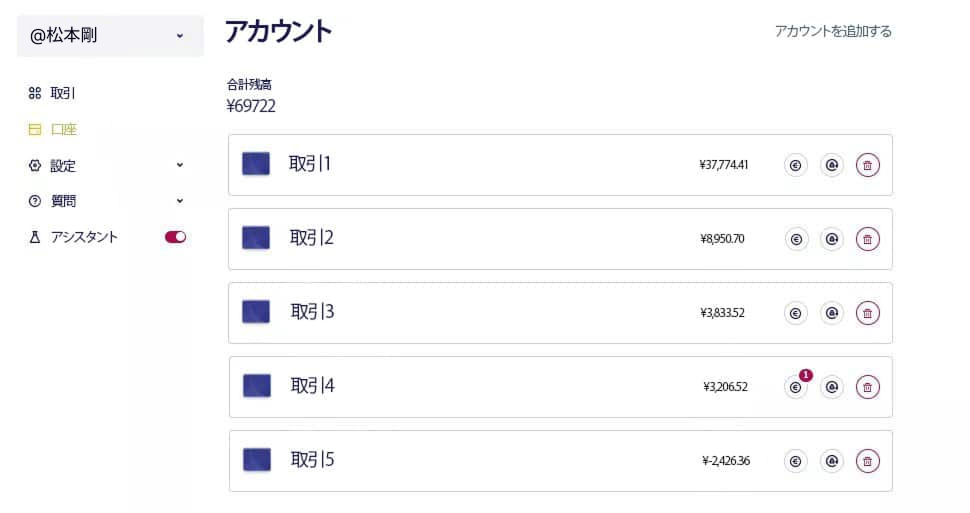 @松本剛
アカウント
アカウントを追加する
合計残高
¥69722
取引
口座
設定
質問
アシスタント
取引1
¥37,774.41
取引2
¥8,950.70
取引3
¥3,833.52
取引4
¥3,206.52
1
取引5
¥-2,426.36